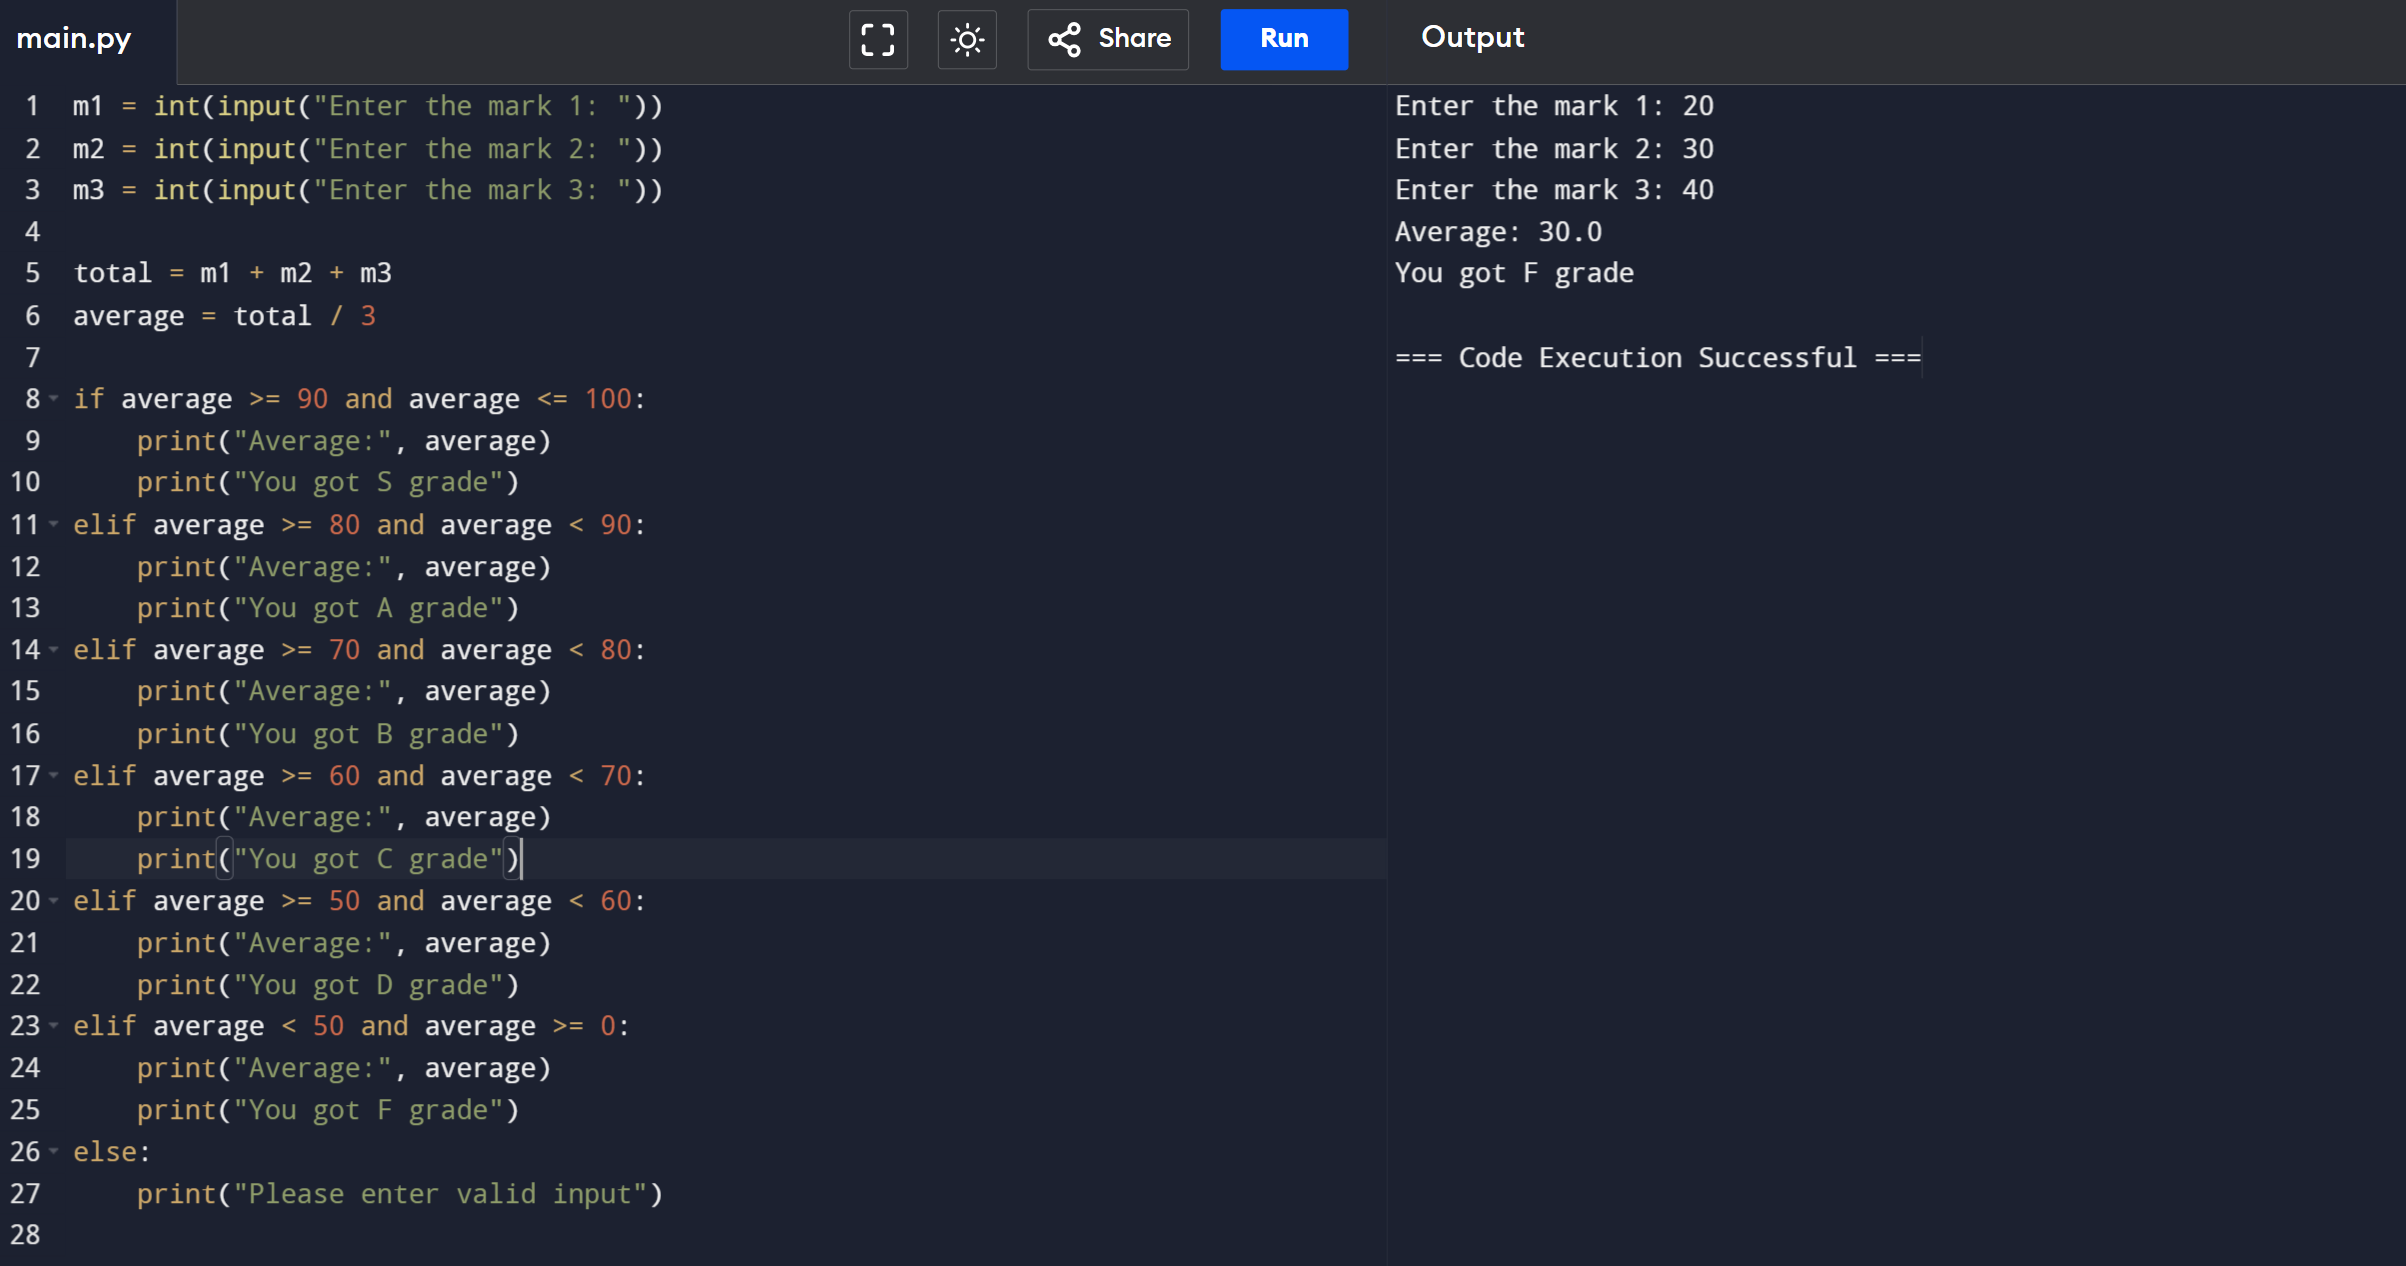 main.py
Share
Run
Output
1 m1 = int(input("Enter the mark 1: "))
2 m2 = int(input("Enter the mark 2: "))
3 m3 = int(input("Enter the mark 3: "))
4
5 total = m1 + m2 + m3
6 average = total / 3
7
8 if average >= 90 and average <= 100:
9     print("Average:", average)
10     print("You got S grade")
11 elif average >= 80 and average < 90:
12     print("Average:", average)
13     print("You got A grade")
14 elif average >= 70 and average < 80:
15     print("Average:", average)
16     print("You got B grade")
17 elif average >= 60 and average < 70:
18     print("Average:", average)
19     print("You got C grade")
20 elif average >= 50 and average < 60:
21     print("Average:", average)
22     print("You got D grade")
23 elif average < 50 and average >= 0:
24     print("Average:", average)
25     print("You got F grade")
26 else:
27     print("Please enter valid input")
28
Enter the mark 1: 20
Enter the mark 2: 30
Enter the mark 3: 40
Average: 30.0
You got F grade
=== Code Execution Successful ===